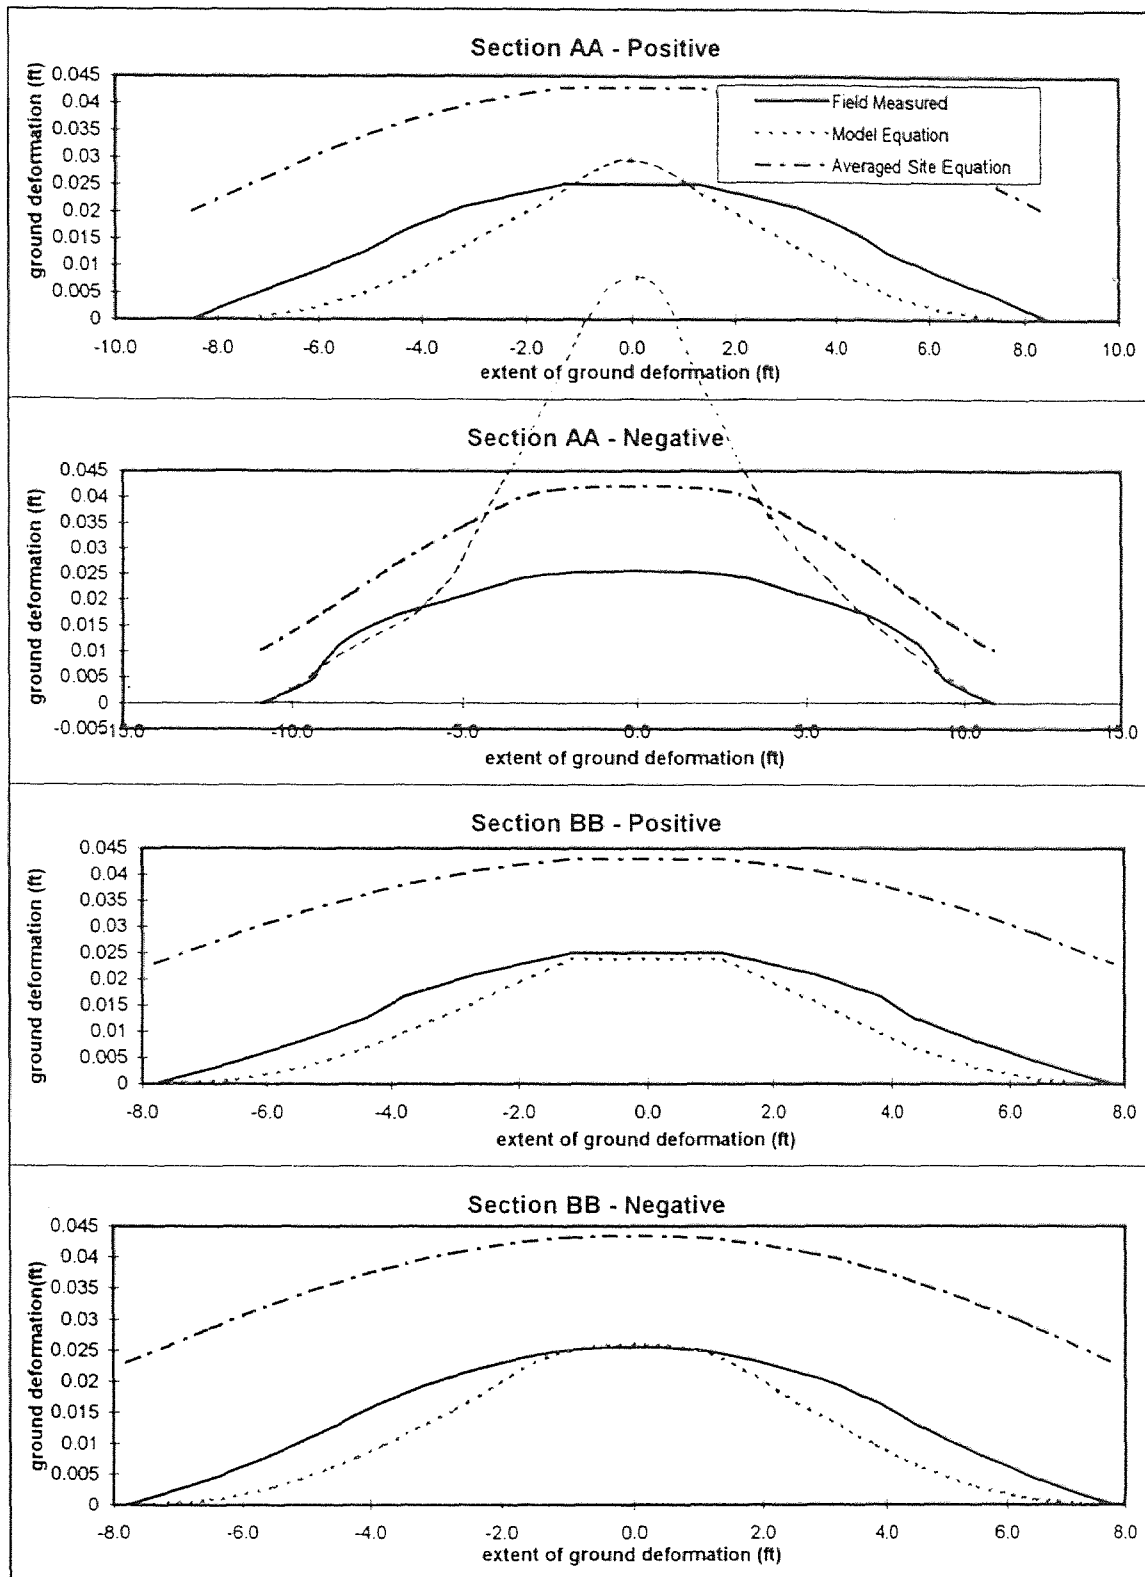 Section AA - Positive
ground deformation (ft)
0.045
0.04
0.035
0.03
0.025
0.02
0.015
0.01
0.005
0
Field Measured
Model Equation
Averaged Site Equation
-10.0 -8.0 -6.0 -4.0 -2.0 0.0 2.0 4.0 6.0 8.0 10.0
extent of ground deformation (ft)
Section AA - Negative
ground deformation (ft)
0.045
0.04
0.035
0.03
0.025
0.02
0.015
0.01
0.005
0
-0.005
-15.0 -10.0 -5.0 0.0 5.0 10.0 15.0
extent of ground deformation (ft)
Section BB - Positive
ground deformation (ft)
0.045
0.04
0.035
0.03
0.025
0.02
0.015
0.01
0.005
0
-8.0 -6.0 -4.0 -2.0 0.0 2.0 4.0 6.0 8.0
extent of ground deformation (ft)
Section BB - Negative
ground deformation(ft)
0.045
0.04
0.035
0.03
0.025
0.02
0.015
0.01
0.005
0
-8.0 -6.0 -4.0 -2.0 0.0 2.0 4.0 6.0 8.0
extent of ground deformation (ft)